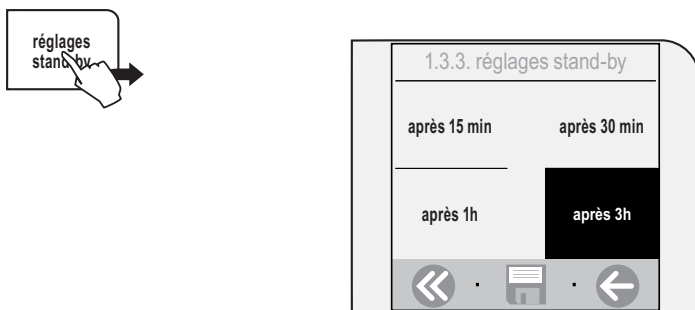 réglages
stand-by
1.3.3. réglages stand-by
après 15 min
après 30 min
après 1h
après 3h